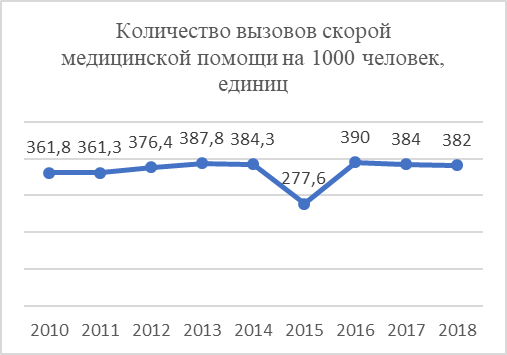 Количество вызовов скорой
медицинской помощи на 1000 человек,
единиц
361,8 361,3 376,4 387,8 384,3 277,6 390 384 382
2010 2011 2012 2013 2014 2015 2016 2017 2018